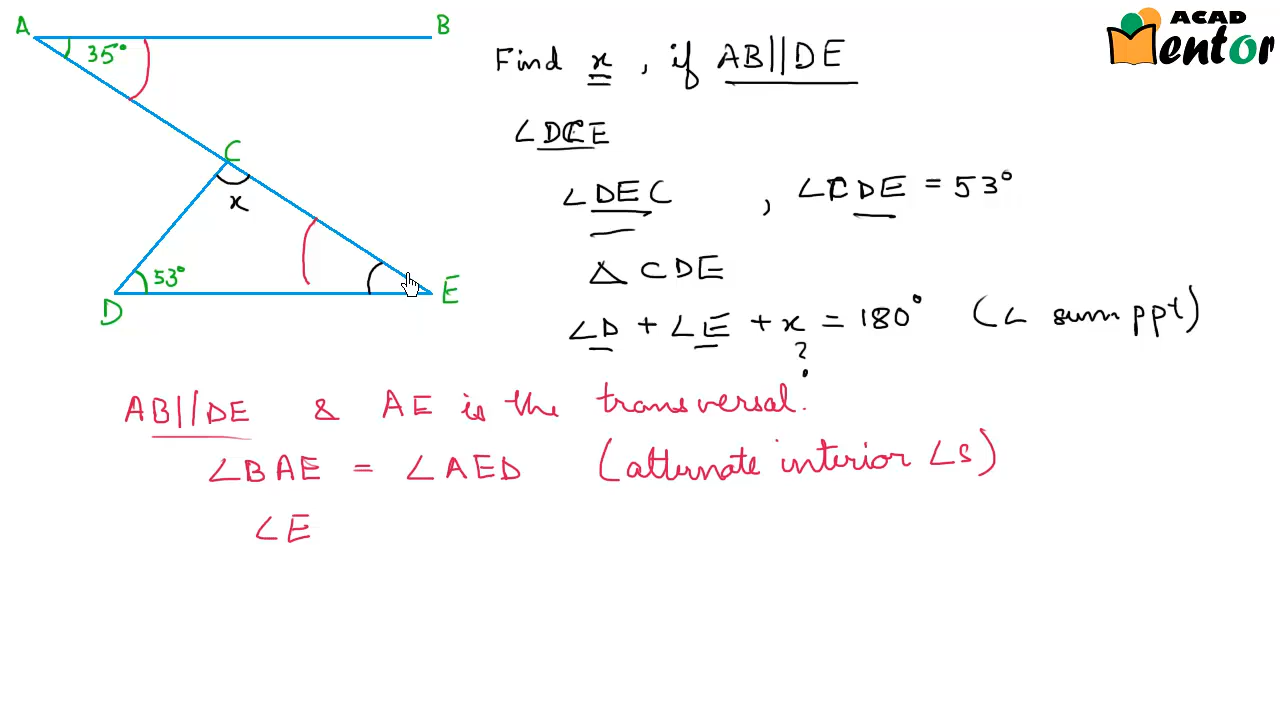 A
B
35°
C
x
53°
D
E
ACAD
MentOr
Find x , if AB||DE
∠DCE
∠DEC , ∠CDE = 53°
△ CDE
∠D + ∠E + x = 180° (∠ sum ppt)
?
AB||DE & AE is the transversal.
∠BAE = ∠AED (alternate interior ∠s)
∠E